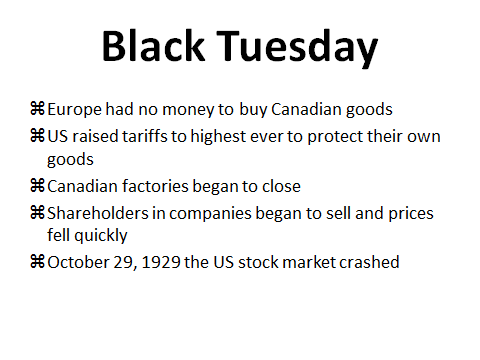 Black Tuesday
⌘Europe had no money to buy Canadian goods
⌘US raised tariffs to highest ever to protect their own
goods
⌘Canadian factories began to close
⌘Shareholders in companies began to sell and prices
fell quickly
⌘October 29, 1929 the US stock market crashed